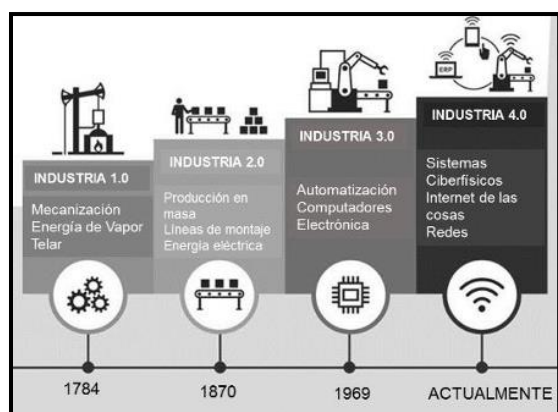 ERP
INDUSTRIA 1.0
Mecanización
Energía de Vapor
Telar
INDUSTRIA 2.0
Producción en
masa
Líneas de montaje
Energía eléctrica
INDUSTRIA 3.0
Automatización
Computadores
Electrónica
INDUSTRIA 4.0
Sistemas
Ciberfísicos
Internet de las
cosas
Redes
1784
1870
1969
ACTUALMENTE